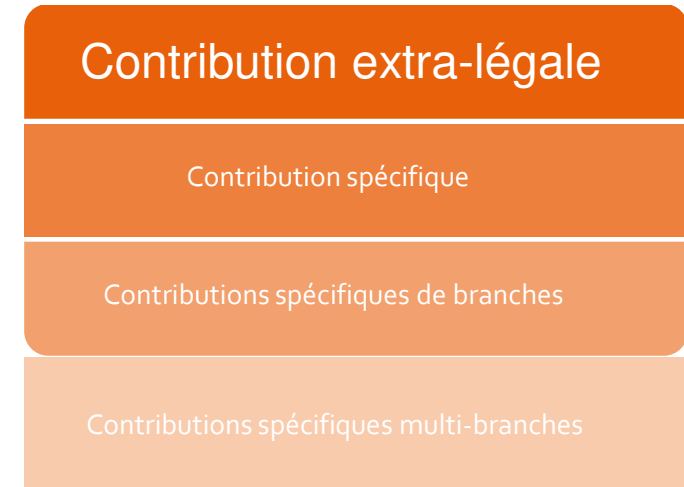 Contribution extra-légale
Contribution spécifique
Contributions spécifiques de branches
Contributions spécifiques multi-branches